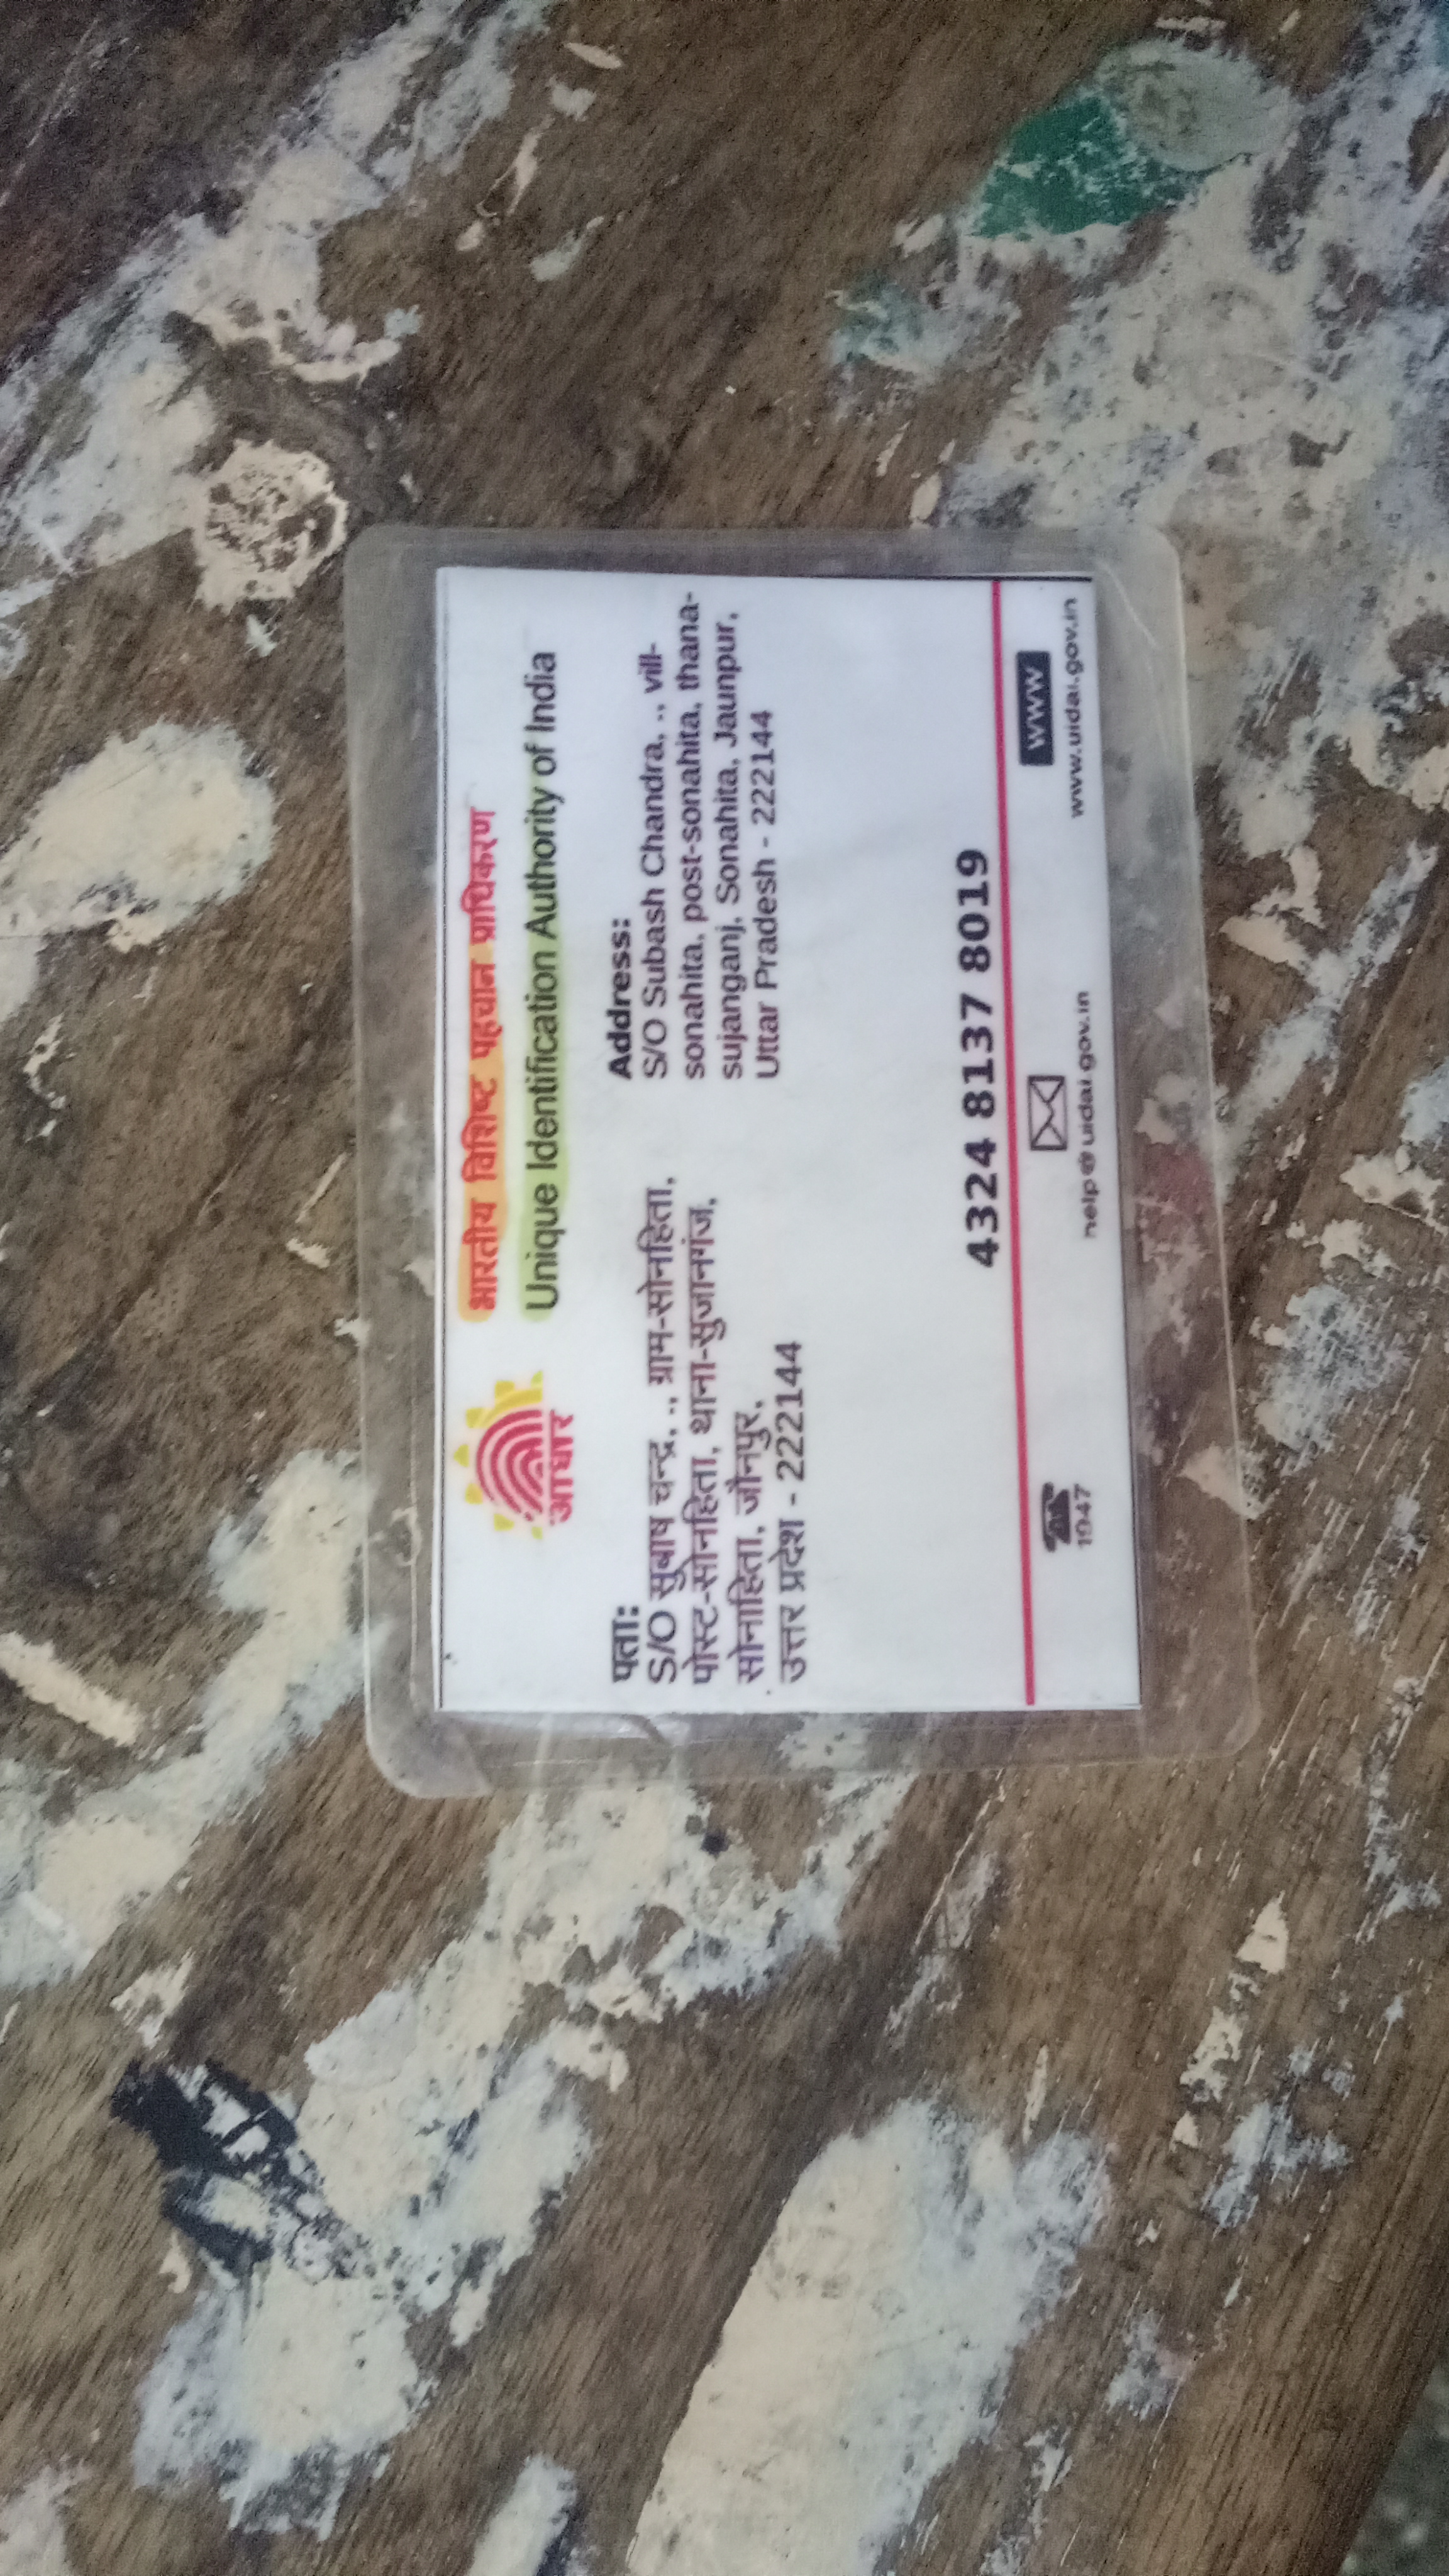 भारतीय विशिष्ट पहचान प्राधिकरण
Unique Identification Authority of India
आधार
पता:
S/O सुबाष चन्द्र, ., ग्राम-सोनहिता,
पोस्ट-सोनहिता, थाना-सुजानगंज,
सोनाहिता, जौनपुर,
उत्तर प्रदेश - 222144
Address:
S/O Subash Chandra, ., vill-
sonahita, post-sonahita, thana-
sujanganj, Sonahita, Jaunpur,
Uttar Pradesh - 222144
4324 8137 8019
1947
help@uidai.gov.in
WWW
www.uidai.gov.in